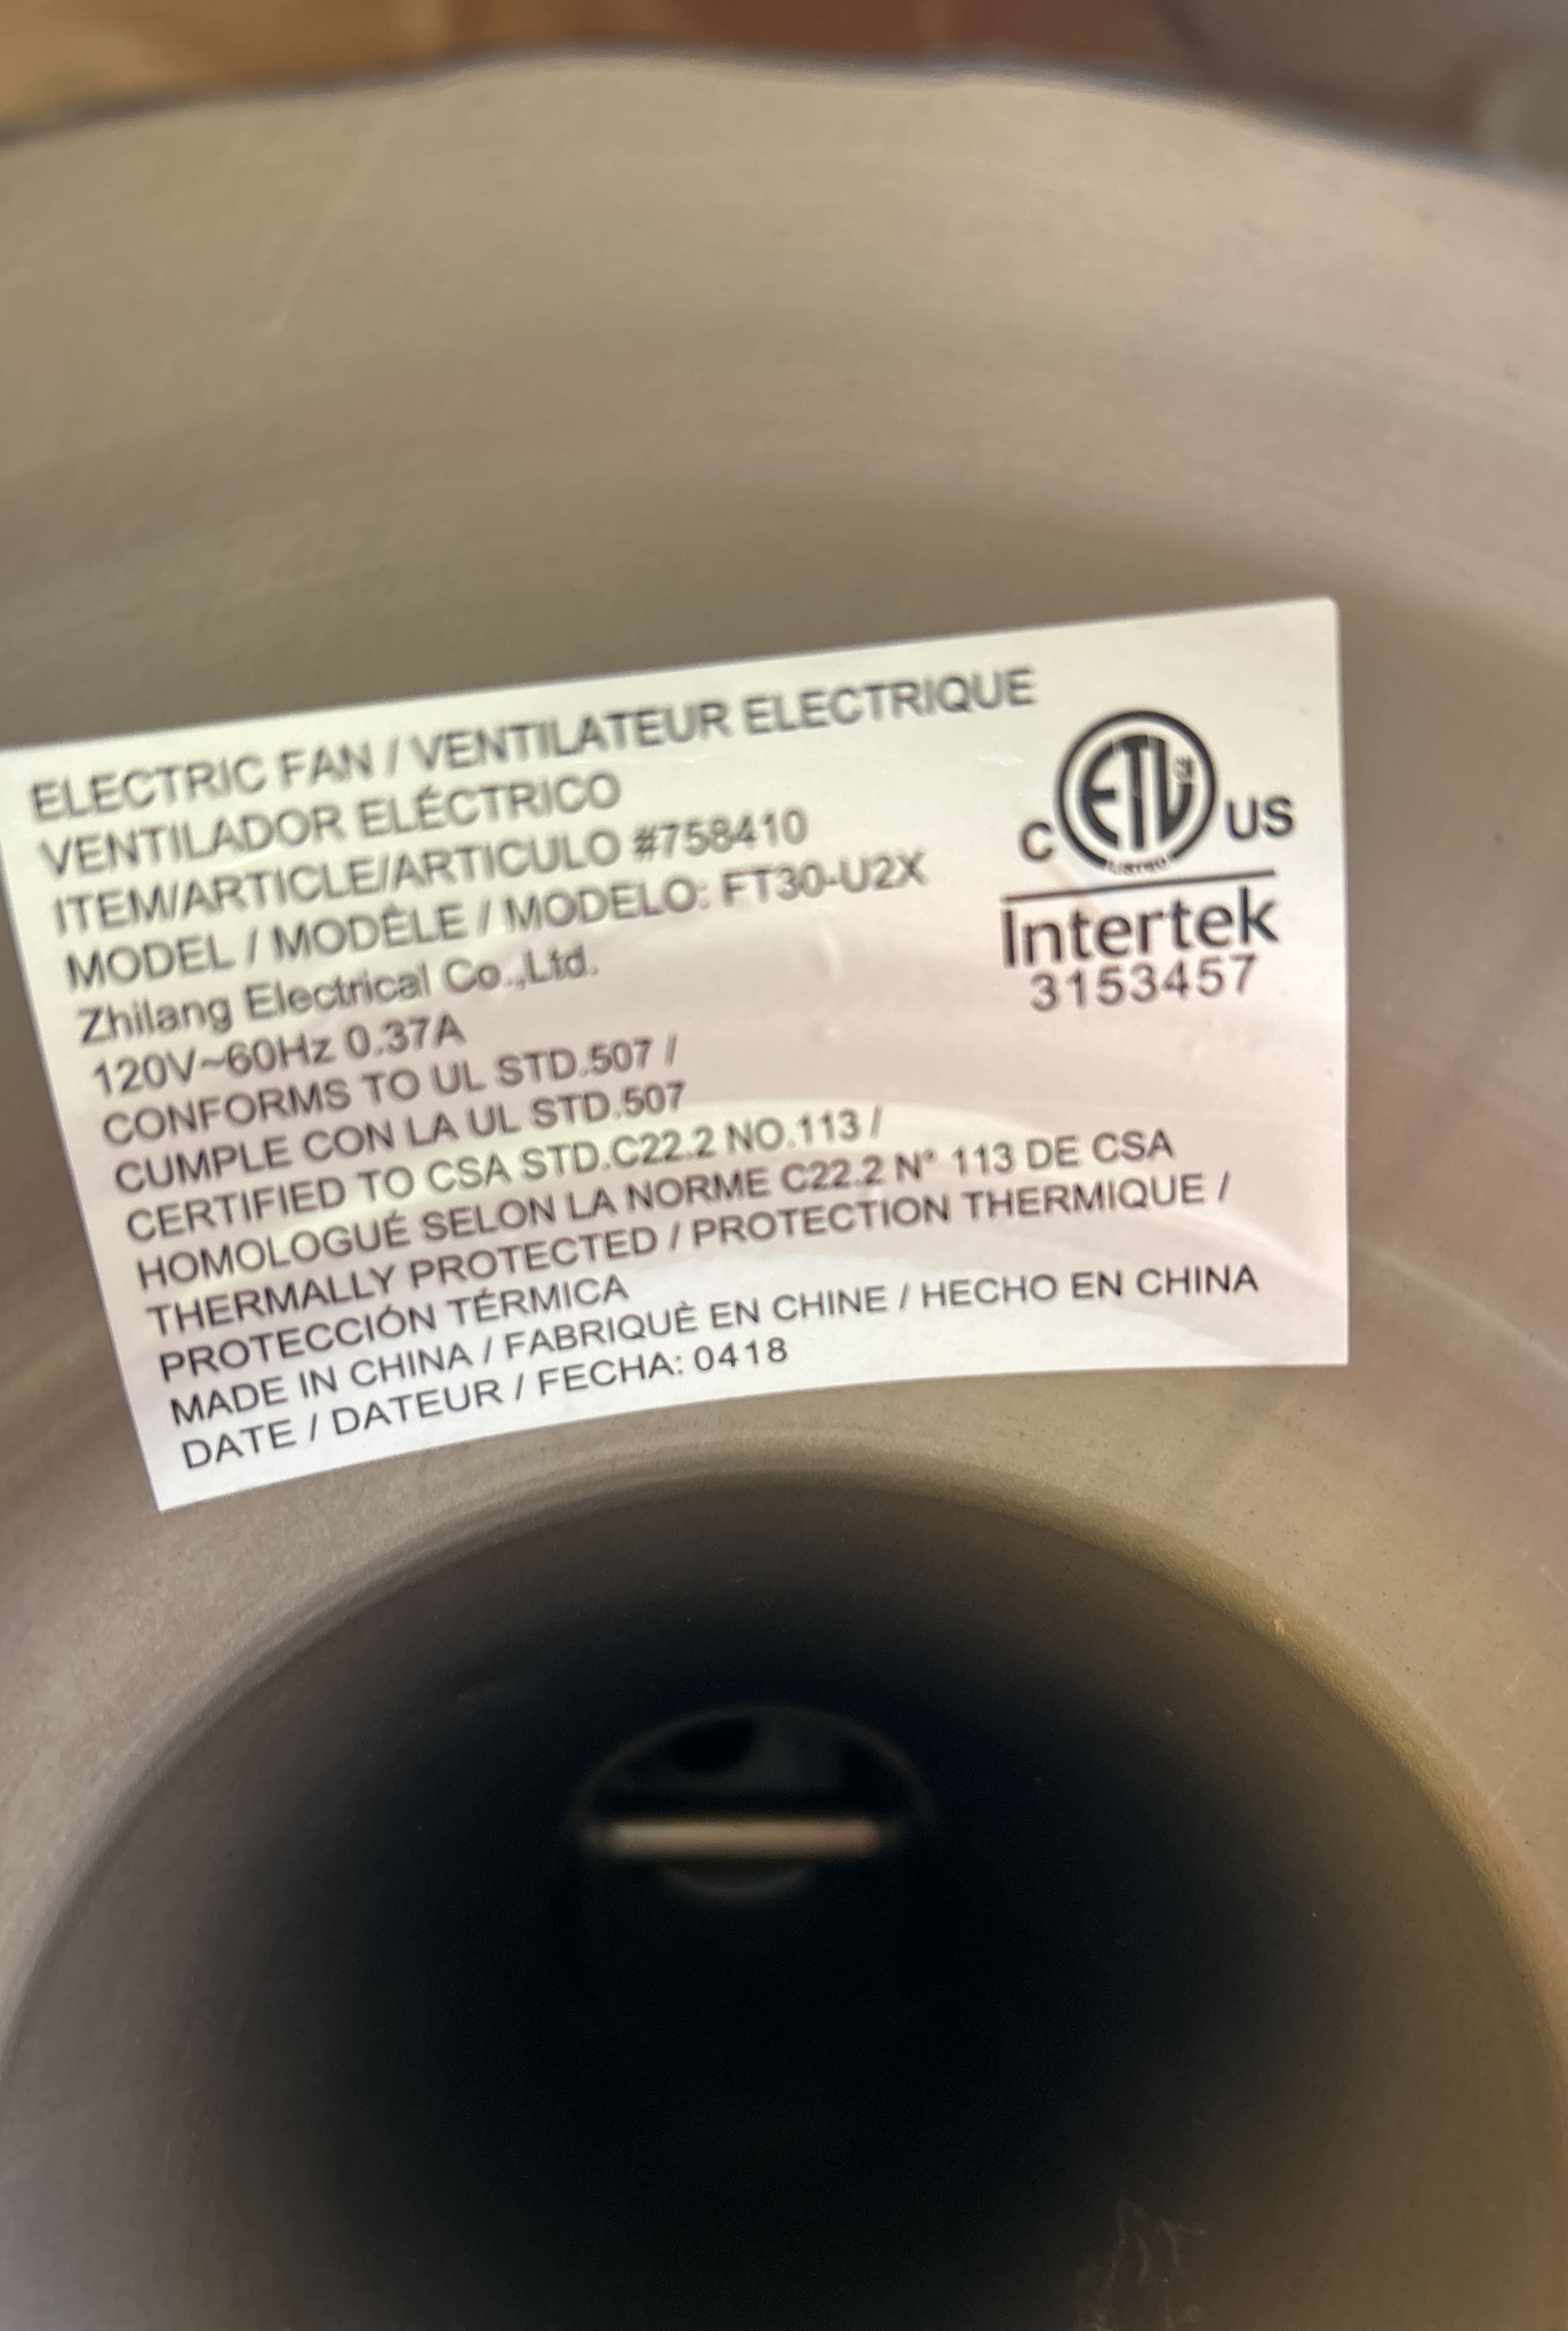 ELECTRIC FAN / VENTILATEUR ELECTRIQUE
VENTILADOR ELÉCTRICO
ITEM/ARTICLE/ARTICULO #758410
MODEL / MODÈLE / MODELO: FT30-U2X
Zhilang Electrical Co.,Ltd.
120V~60Hz 0.37A
CONFORMS TO UL STD.507 /
CUMPLE CON LA UL STD.507
CERTIFIED TO CSA STD.C22.2 NO.113 /
HOMOLOGUÉ SELON LA NORME C22.2 N° 113 DE CSA
THERMALLY PROTECTED / PROTECTION THERMIQUE /
PROTECCIÓN TÉRMICA
MADE IN CHINA / FABRIQUÈ EN CHINE / HECHO EN CHINA
DATE / DATEUR / FECHA: 0418
C ETL US
Intertek
3153457